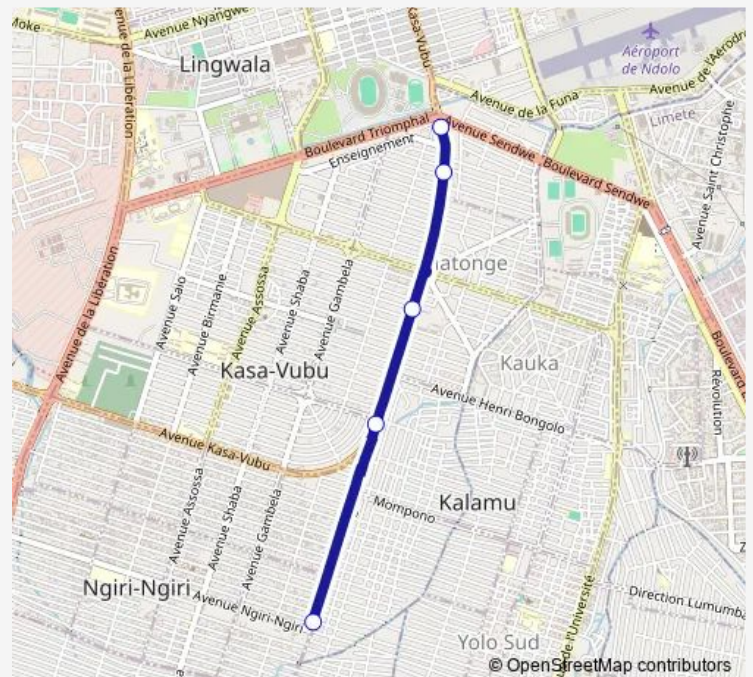 Moke
Avenue Nyangwe
Kasa-Vubu
Aéroport
de Ndolo
Avenue de la Libération
Lingwala
Avenue de la Funa
Avenue de l'Aérodro
Limete
Boulevard Triomphal
Avenue Sendwe
Boulevard Sendwe
Enseignement
Avenue Saint Christophe
atonge
Avenue de la Libération
Avenue Saio
Avenue Birmanie
Avenue Assossa
Avenue Shaba
Avenue Gambela
Kasa-Vubu
Kauka
Boulevard
Révolution
Avenue Henri Bongolo
Avenue Kasa-Vubu
Avenue Assossa
Avenue Shaba
Avenue Gambela
Mompono
Kalamu
Z
Ngiri-Ngiri
Avenue Ngiri-Ngiri
Direction Lumumba
Yolo Sud
e de l'Université
© OpenStreetMap contributors